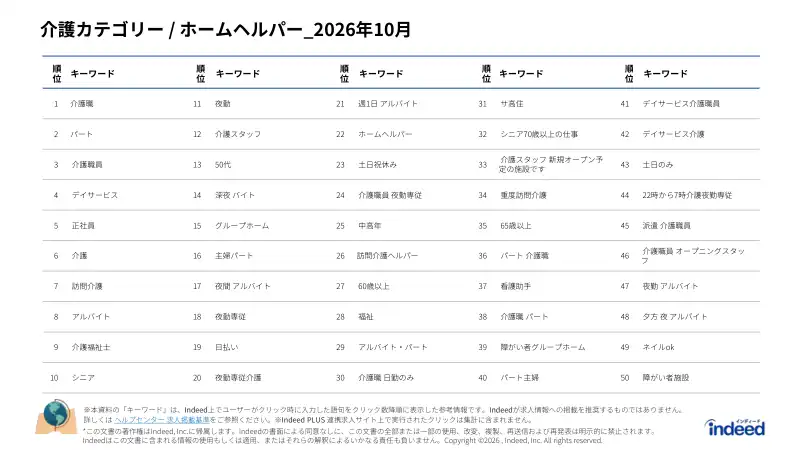 介護カテゴリー / ホームヘルパー_2026年10月
順位 キーワード 順位 キーワード 順位 キーワード 順位 キーワード 順位 キーワード
1 介護職 11 夜勤 21 週1日 アルバイト 31 サ高住 41 デイサービス介護職員
2 パート 12 介護スタッフ 22 ホームヘルパー 32 シニア70歳以上の仕事 42 デイサービス介護
3 介護職員 13 50代 23 土日祝休み 33 介護スタッフ 新規オープン予定の施設です 43 土日のみ
4 デイサービス 14 深夜 バイト 24 介護職員 夜勤専従 34 重度訪問介護 44 22時から7時介護夜勤専従
5 正社員 15 グループホーム 25 中高年 35 65歳以上 45 派遣 介護職員
6 介護 16 主婦パート 26 訪問介護ヘルパー 36 パート 介護職 46 介護職員 オープニングスタッフ
7 訪問介護 17 夜間 アルバイト 27 60歳以上 37 看護助手 47 夜勤 アルバイト
8 アルバイト 18 夜勤専従 28 福祉 38 介護職 パート 48 夕方 夜 アルバイト
9 介護福祉士 19 日払い 29 アルバイト・パート 39 障がい者グループホーム 49 ネイルok
10 シニア 20 夜勤専従介護 30 介護職 日勤のみ 40 パート主婦 50 障がい者施設
※本資料の「キーワード」は、Indeed上でユーザーがクリック時に入力した語句をクリック数降順に表示した参考情報です。Indeedが求人情報への掲載を推奨するものではありません。
詳しくは ヘルプセンター 求人掲載基準をご参照ください。※Indeed PLUS 連携求人サイト上で実行されたクリックは集計に含まれません。
*この文書の著作権はIndeed, Inc.に帰属します。Indeedの書面による同意なしに、この文書の全部または一部の使用、改変、複製、再送信および再発表は明示的に禁止されます。
Indeedはこの文書に含まれる情報の使用もしくは適用、またはそれらの解釈によるいかなる責任も負いません。Copyright ©2026 , Indeed, Inc. All rights reserved.
インディード
indeed